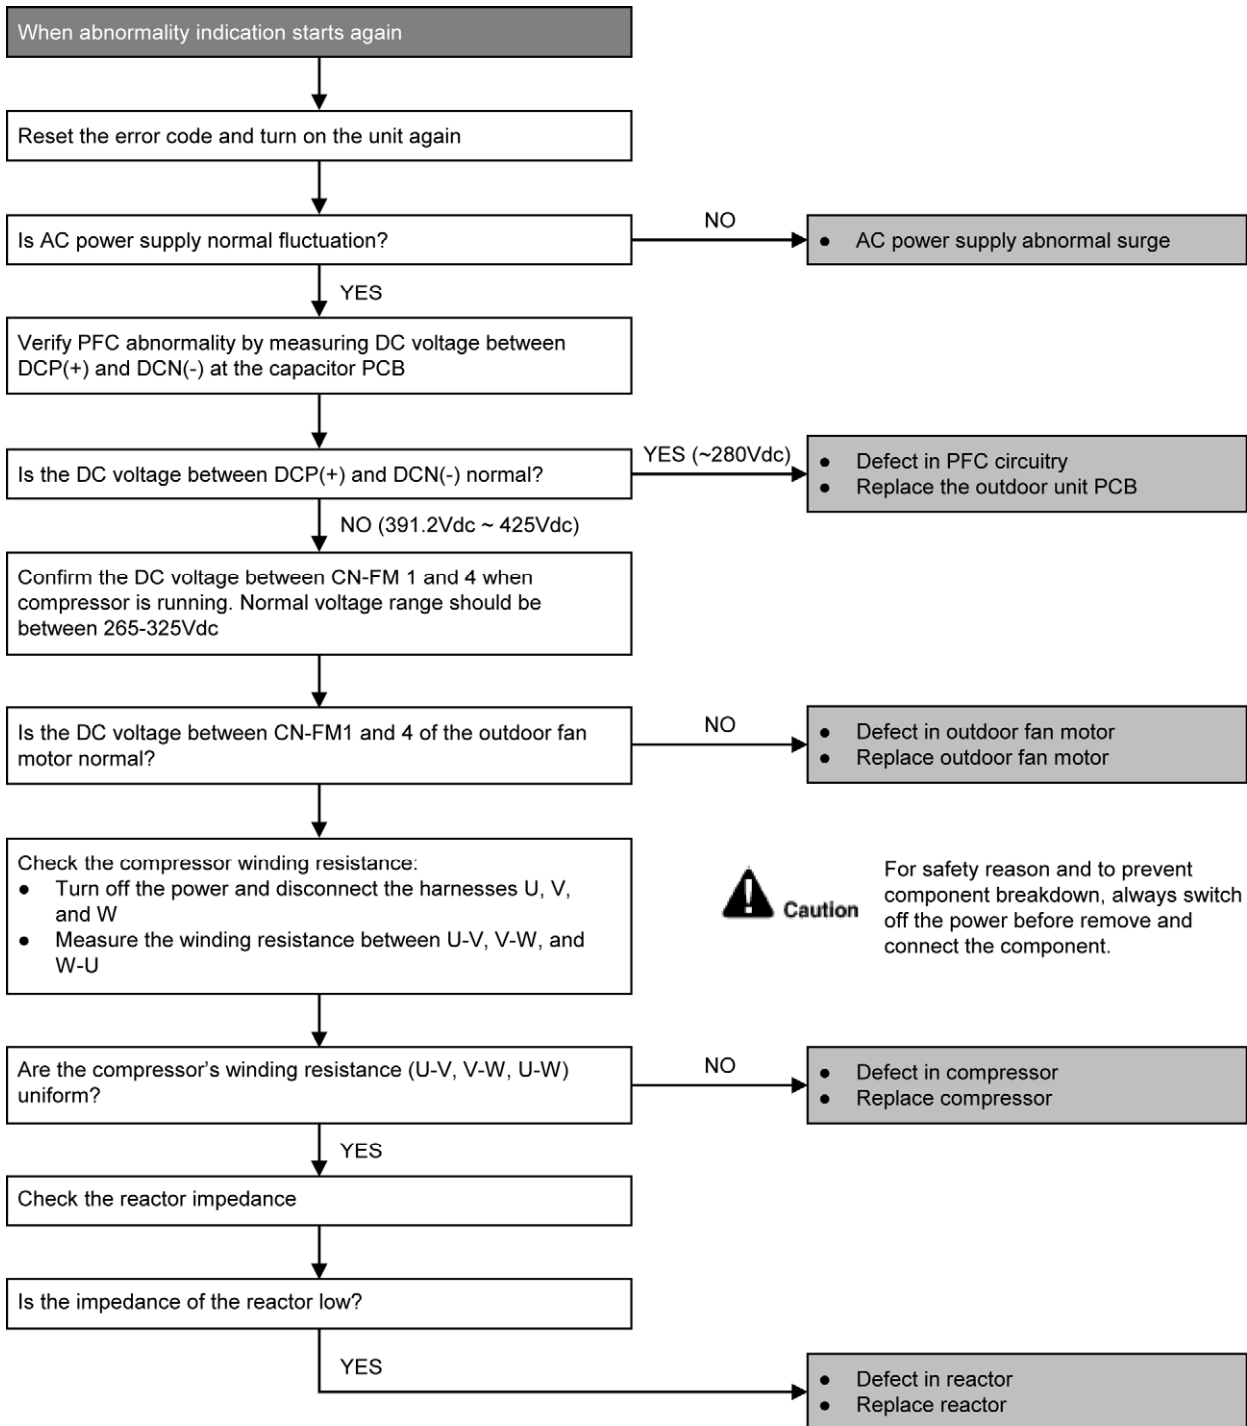 When abnormality indication starts again
Reset the error code and turn on the unit again
Is AC power supply normal fluctuation?
NO
● AC power supply abnormal surge
YES
Verify PFC abnormality by measuring DC voltage between
DCP(+) and DCN(-) at the capacitor PCB
Is the DC voltage between DCP(+) and DCN(-) normal?
YES (~280Vdc)
● Defect in PFC circuitry
● Replace the outdoor unit PCB
NO (391.2Vdc ~ 425Vdc)
Confirm the DC voltage between CN-FM 1 and 4 when
compressor is running. Normal voltage range should be
between 265-325Vdc
Is the DC voltage between CN-FM1 and 4 of the outdoor fan
motor normal?
NO
● Defect in outdoor fan motor
● Replace outdoor fan motor
Check the compressor winding resistance:
● Turn off the power and disconnect the harnesses U, V,
and W
● Measure the winding resistance between U-V, V-W, and
W-U
Caution
For safety reason and to prevent
component breakdown, always switch
off the power before remove and
connect the component.
Are the compressor’s winding resistance (U-V, V-W, U-W)
uniform?
NO
● Defect in compressor
● Replace compressor
YES
Check the reactor impedance
Is the impedance of the reactor low?
YES
● Defect in reactor
● Replace reactor